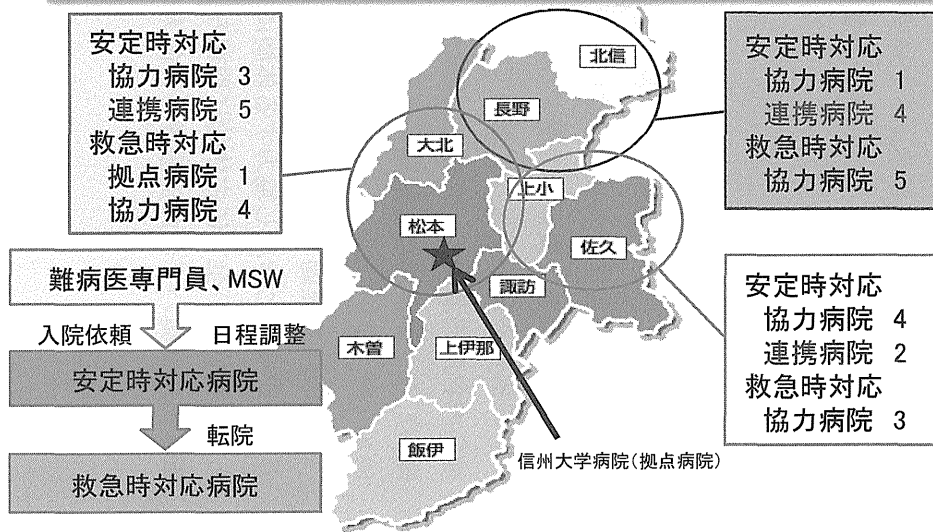 安定時対応
協力病院 3
連携病院 5
救急時対応
拠点病院 1
協力病院 4
北信
長野
大北
上小
松本
佐久
諏訪
木曽
上伊那
飯伊
安定時対応
協力病院 1
連携病院 4
救急時対応
協力病院 5
難病医専門員、MSW
入院依頼 日程調整
安定時対応病院
転院
救急時対応病院
安定時対応
協力病院 4
連携病院 2
救急時対応
協力病院 3
信州大学病院(拠点病院)